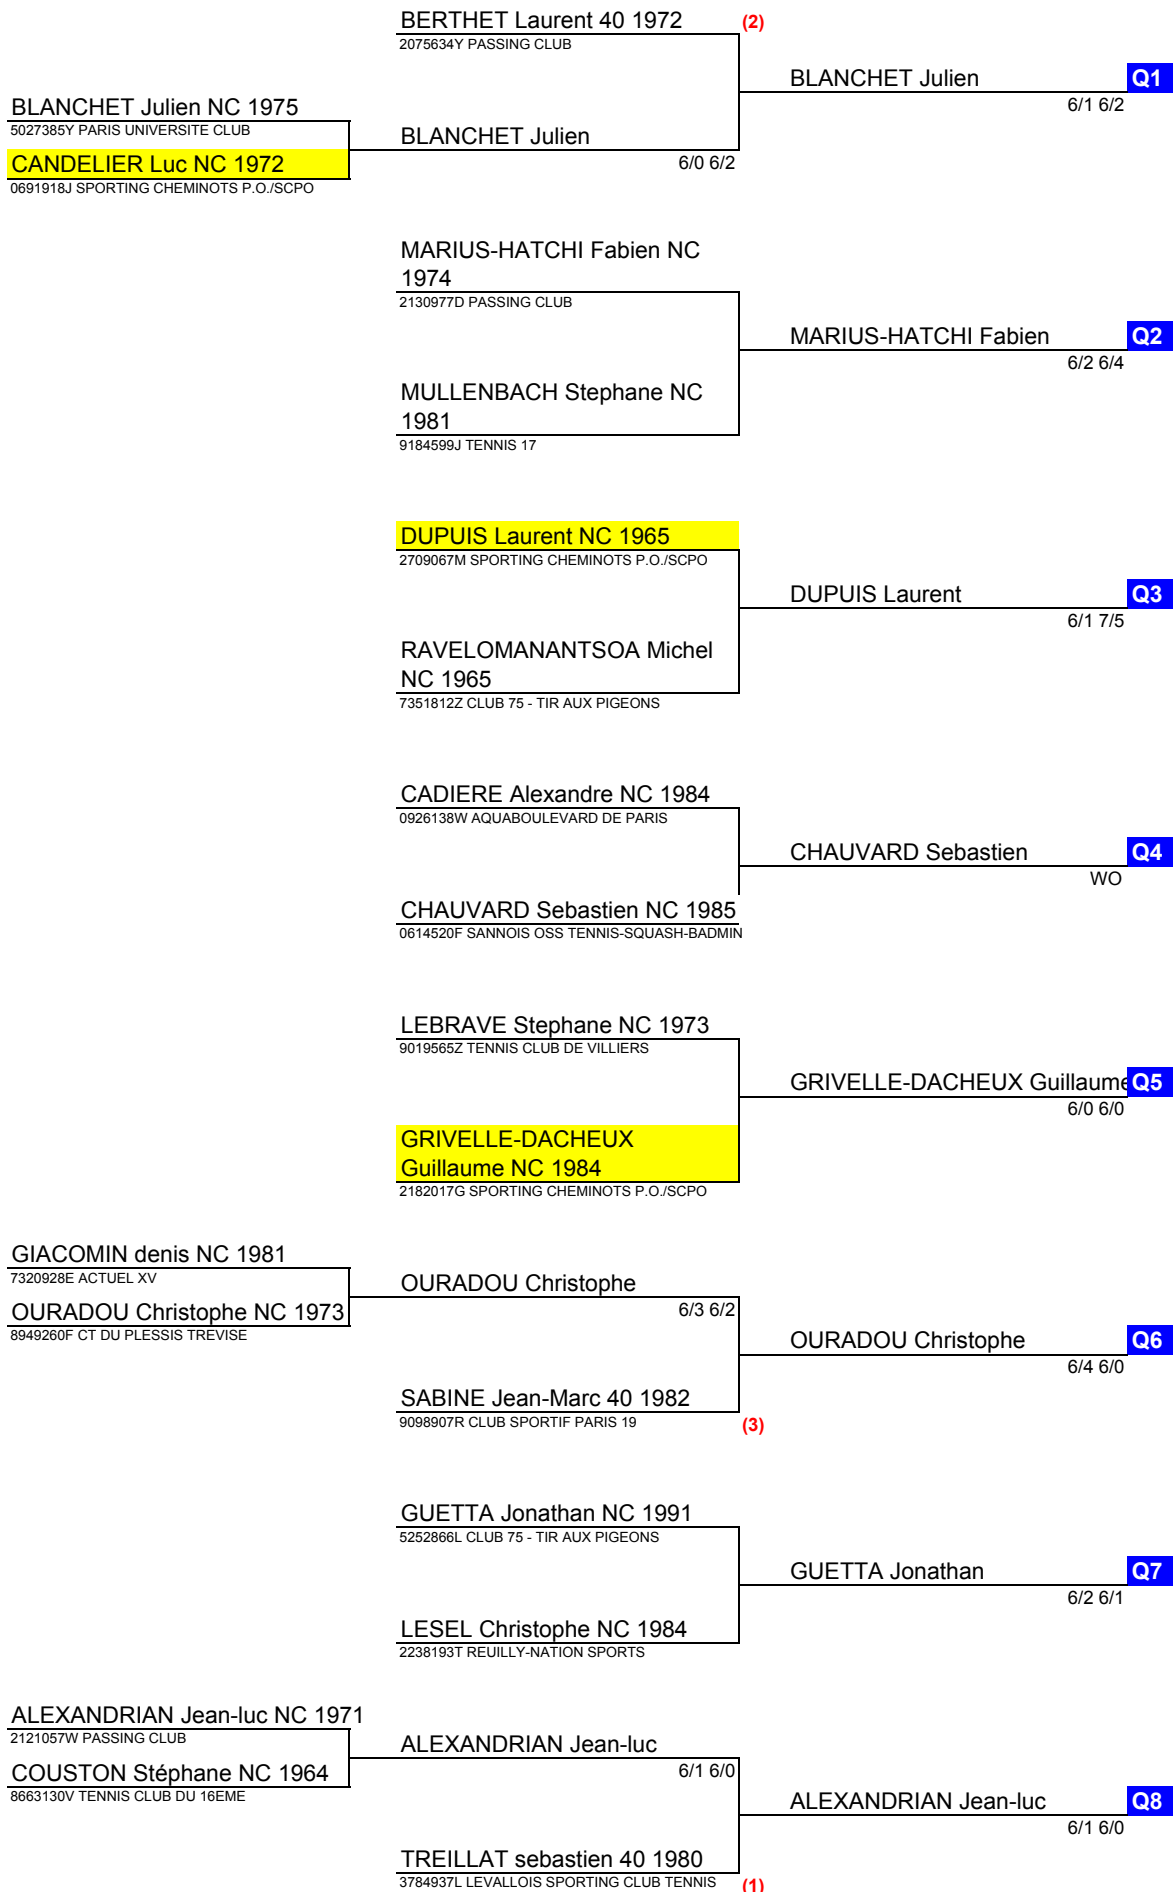 BERTHET Laurent 40 1972
(2)
2075634Y PASSING CLUB
BLANCHET Julien
Q1
6/1 6/2
BLANCHET Julien NC 1975
5027385Y PARIS UNIVERSITE CLUB
BLANCHET Julien
6/0 6/2
CANDELIER Luc NC 1972
0691918J SPORTING CHEMINOTS P.O./SCPO
MARIUS-HATCHI Fabien NC
1974
2130977D PASSING CLUB
MARIUS-HATCHI Fabien
Q2
6/2 6/4
MULLENBACH Stephane NC
1981
9184599J TENNIS 17
DUPUIS Laurent NC 1965
2709067M SPORTING CHEMINOTS P.O./SCPO
DUPUIS Laurent
Q3
6/1 7/5
RAVELOMANANTSOA Michel
NC 1965
7351812Z CLUB 75 - TIR AUX PIGEONS
CADIERE Alexandre NC 1984
0926138W AQUABOULEVARD DE PARIS
CHAUVARD Sebastien
Q4
WO
CHAUVARD Sebastien NC 1985
0614520F SANNOIS OSS TENNIS-SQUASH-BADMIN
LEBRAVE Stephane NC 1973
9019565Z TENNIS CLUB DE VILLIERS
GRIVELLE-DACHEUX Guillaume
Q5
6/0 6/0
GRIVELLE-DACHEUX
Guillaume NC 1984
2182017G SPORTING CHEMINOTS P.O./SCPO
GIACOMIN denis NC 1981
7320928E ACTUEL XV
OURADOU Christophe
6/3 6/2
OURADOU Christophe NC 1973
8949260F CT DU PLESSIS TREVISE
OURADOU Christophe
Q6
6/4 6/0
SABINE Jean-Marc 40 1982
9098907R CLUB SPORTIF PARIS 19
(3)
GUETTA Jonathan NC 1991
5252866L CLUB 75 - TIR AUX PIGEONS
GUETTA Jonathan
Q7
6/2 6/1
LESEL Christophe NC 1984
2238193T REUILLY-NATION SPORTS
ALEXANDRIAN Jean-luc NC 1971
2121057W PASSING CLUB
ALEXANDRIAN Jean-luc
6/1 6/0
COUSTON Stéphane NC 1964
8663130V TENNIS CLUB DU 16EME
ALEXANDRIAN Jean-luc
Q8
6/1 6/0
TREILLAT sebastien 40 1980
3784937L LEVALLOIS SPORTING CLUB TENNIS
(1)